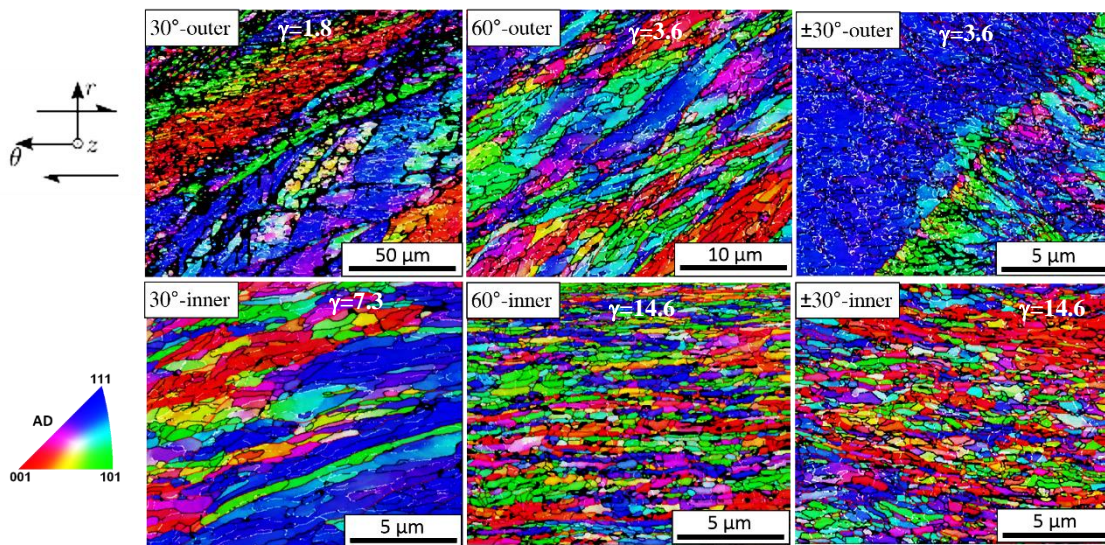 30°-outer
γ=1.8
50 μm
60°-outer
γ=3.6
10 μm
±30°-outer
γ=3.6
5 μm
r
θ
z
30°-inner
γ=7.3
5 μm
60°-inner
γ=14.6
5 μm
±30°-inner
γ=14.6
5 μm
111
AD
001
101